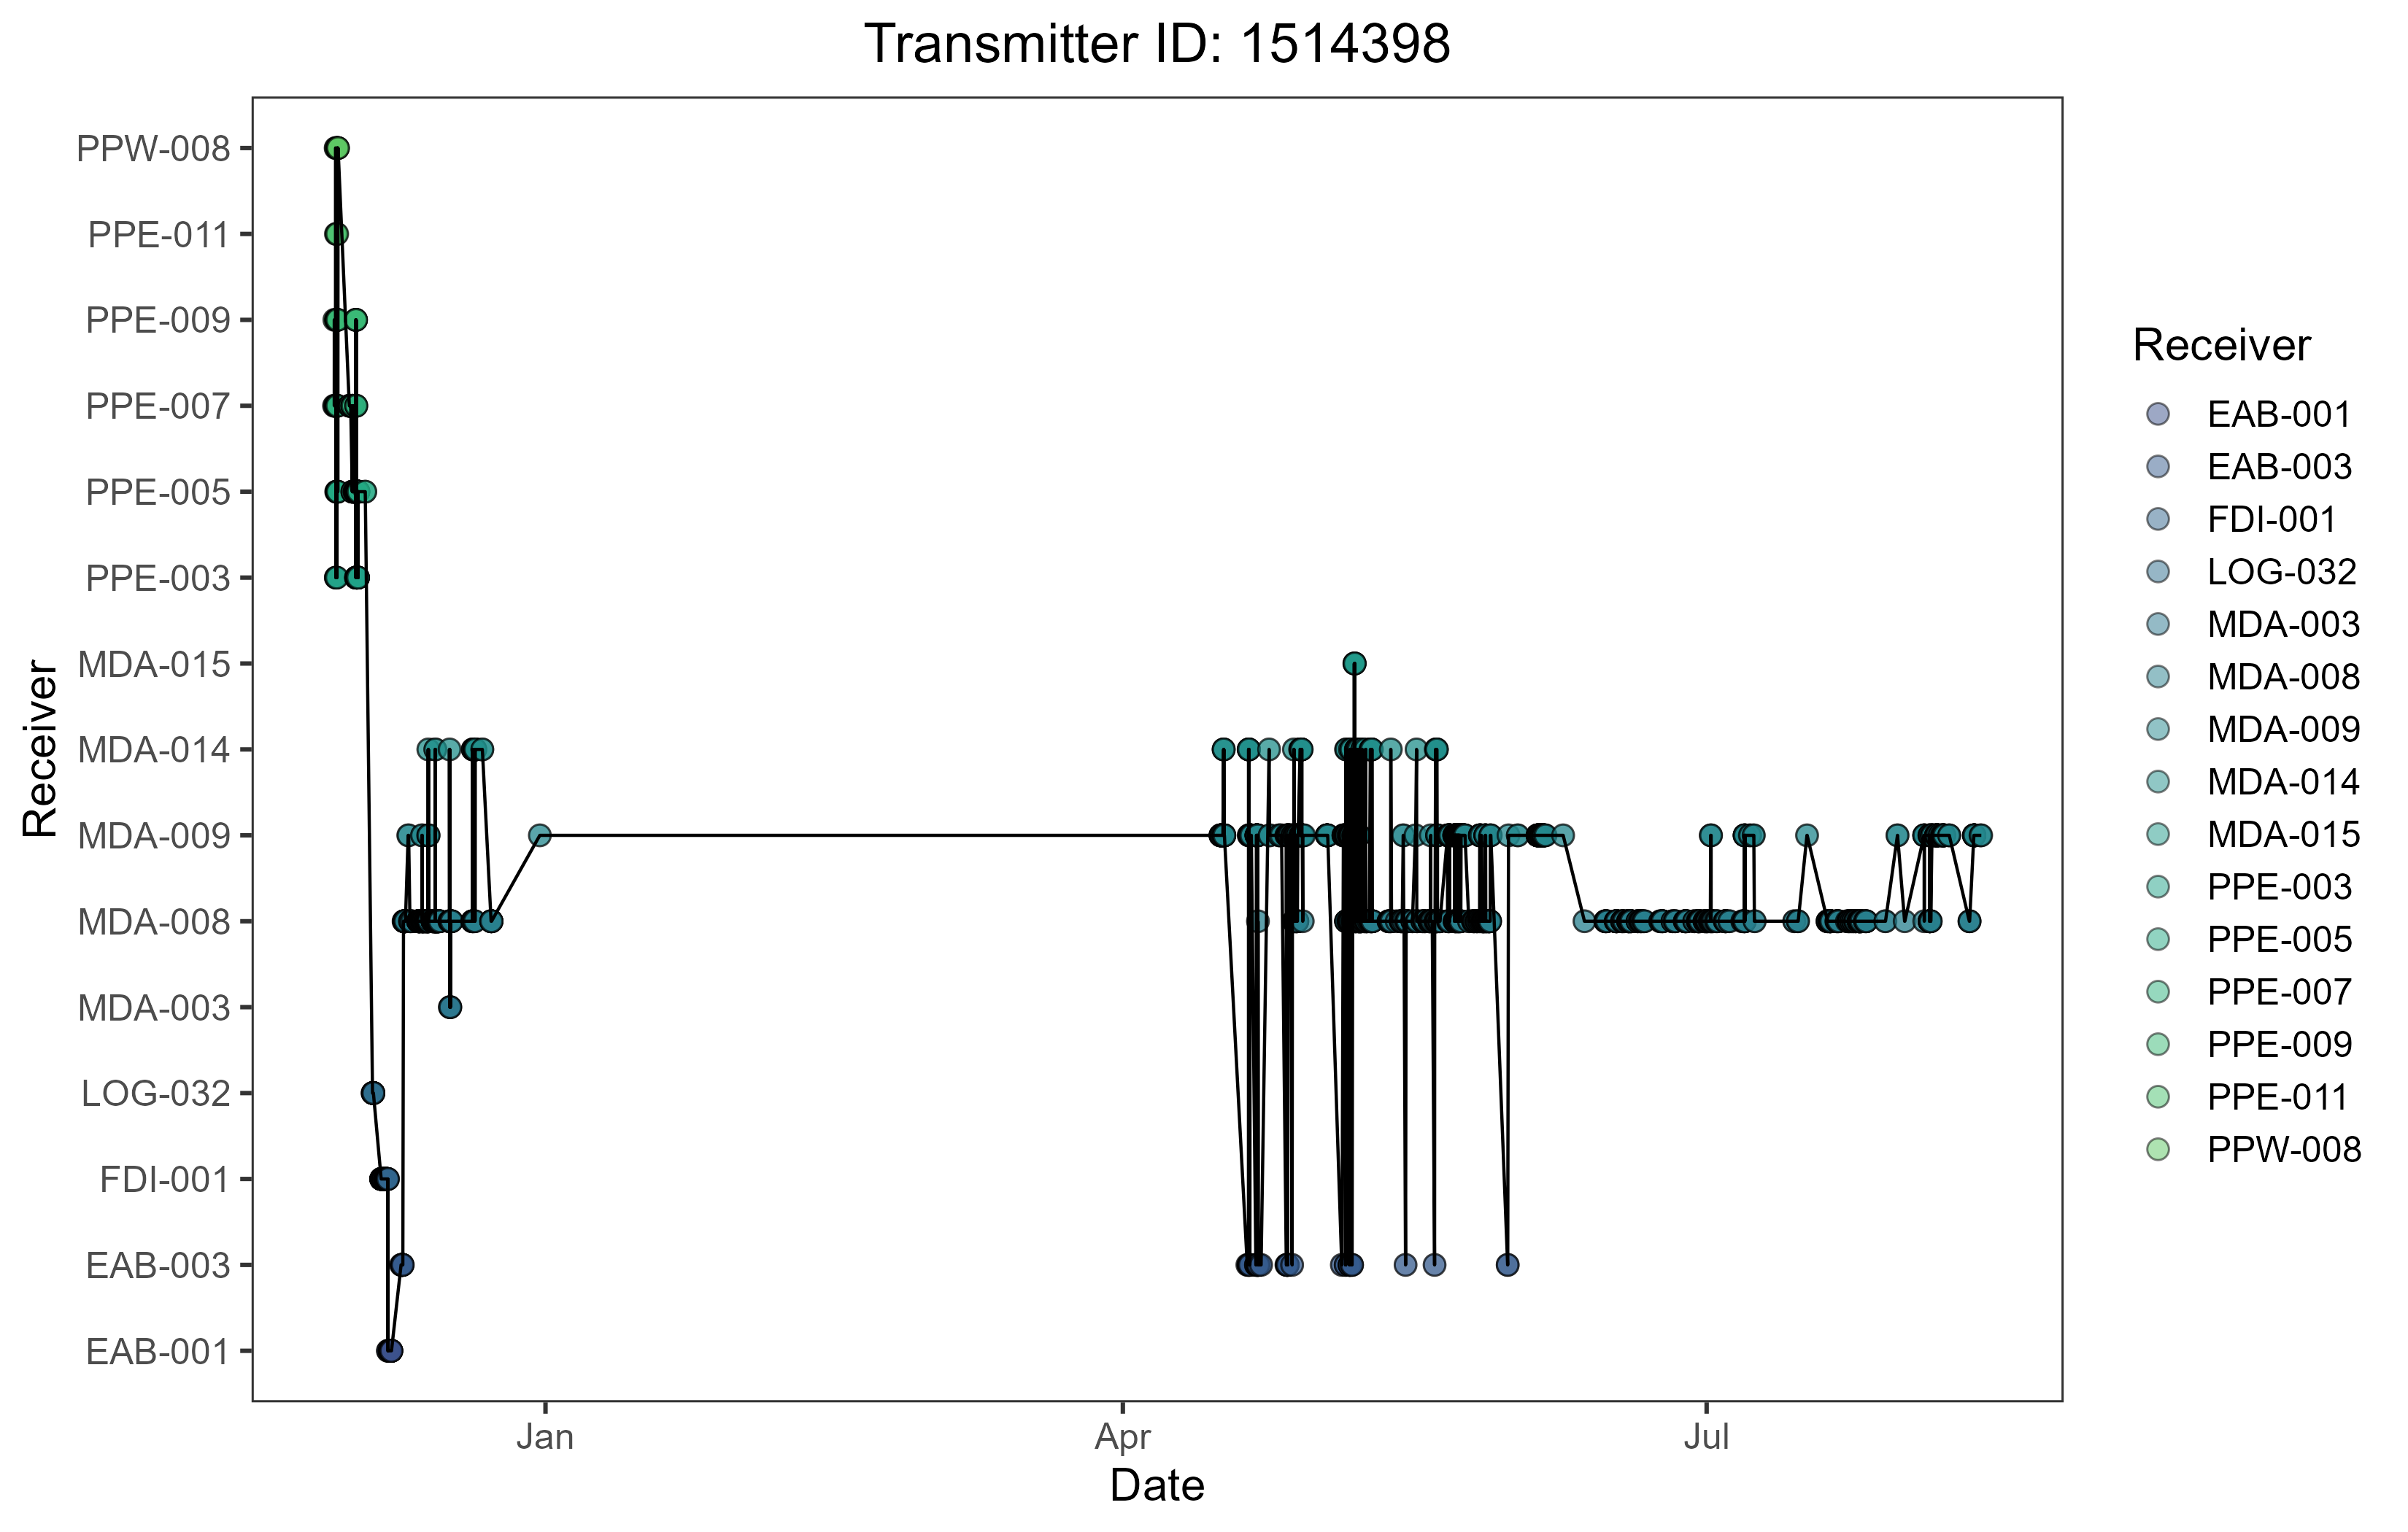 Transmitter ID: 1514398
Receiver
PPW-008
PPE-011
PPE-009
PPE-007
PPE-005
PPE-003
MDA-015
MDA-014
MDA-009
MDA-008
MDA-003
LOG-032
FDI-001
EAB-003
EAB-001
Jan
Apr
Jul
Date
Receiver
EAB-001
EAB-003
FDI-001
LOG-032
MDA-003
MDA-008
MDA-009
MDA-014
MDA-015
PPE-003
PPE-005
PPE-007
PPE-009
PPE-011
PPW-008